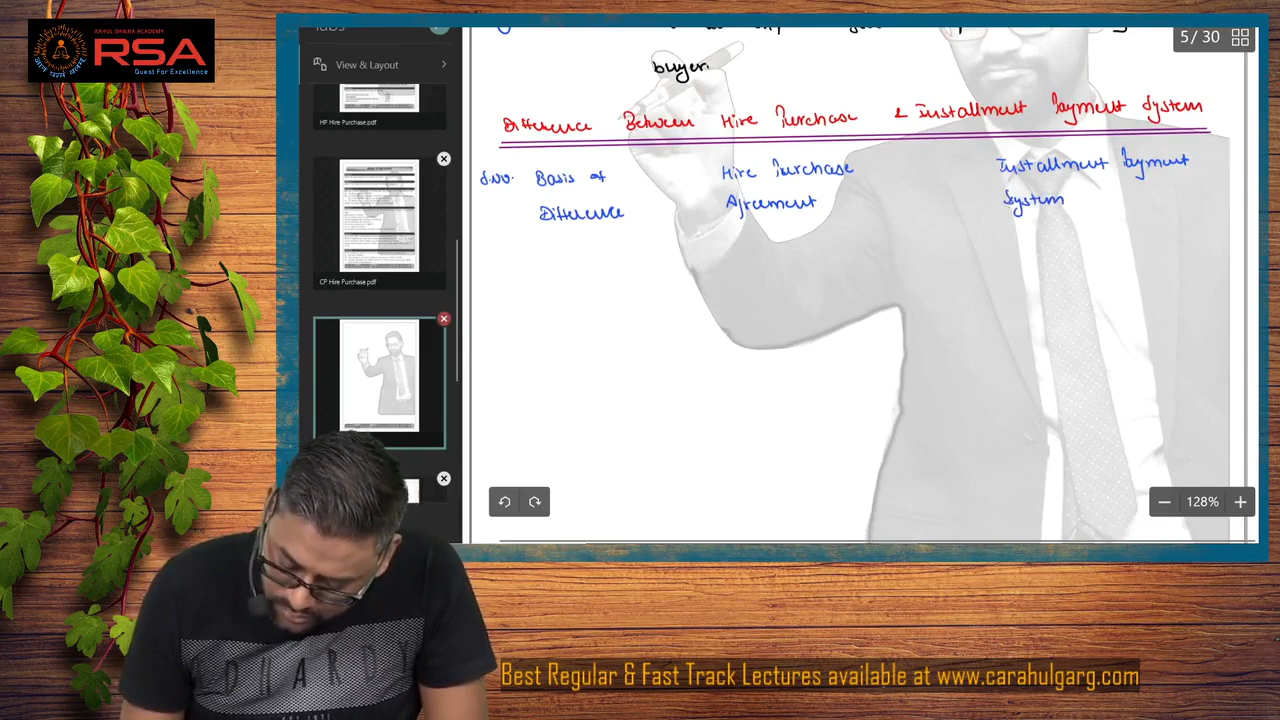 RAHUL SHIKHA ACADEMY
RSA
Quest For Excellence
View & Layout
5 / 30
HP Hire Purchase.pdf
CP Hire Purchase.pdf
buyer.
Difference Between Hire Purchase & Installment Payment System
S.No. Basis of Difference
Hire Purchase Agreement
Installment Payment System
128%
Best Regular & Fast Track Lectures available at www.carahulgarg.com